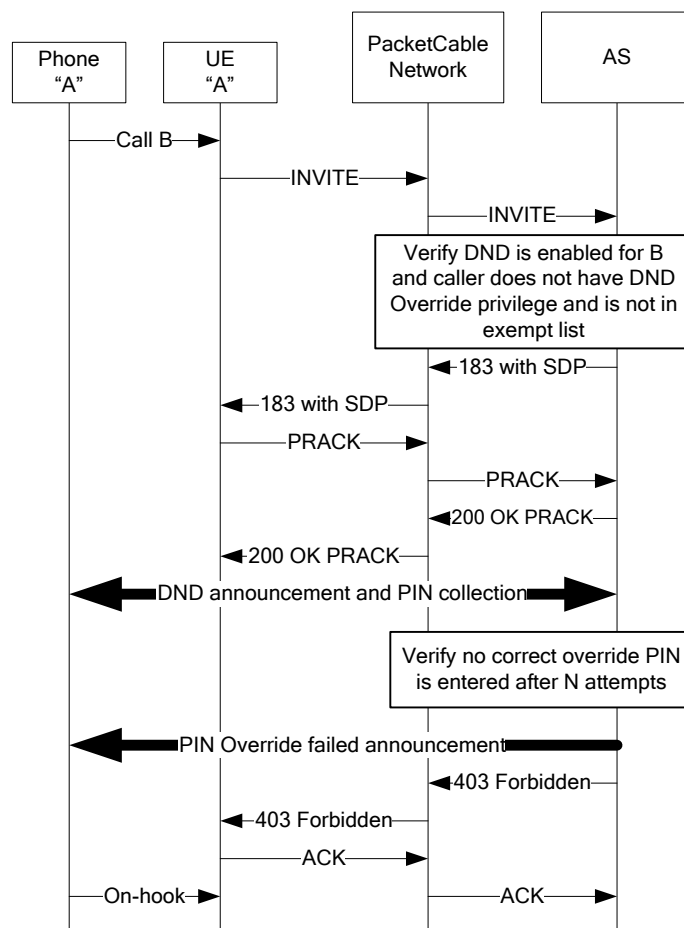 Phone
“A”
UE
“A”
PacketCable
Network
AS
Call B
INVITE
INVITE
Verify DND is enabled for B
and caller does not have DND
Override privilege and is not in
exempt list
183 with SDP
183 with SDP
PRACK
PRACK
200 OK PRACK
200 OK PRACK
DND announcement and PIN collection
Verify no correct override PIN
is entered after N attempts
PIN Override failed announcement
403 Forbidden
403 Forbidden
ACK
On-hook
ACK